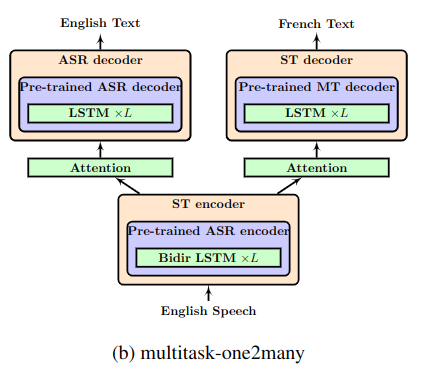 English Text
French Text
ASR decoder
Pre-trained ASR decoder
LSTM ×L
ST decoder
Pre-trained MT decoder
LSTM ×L
Attention
Attention
ST encoder
Pre-trained ASR encoder
Bidir LSTM ×L
English Speech
(b) multitask-one2many